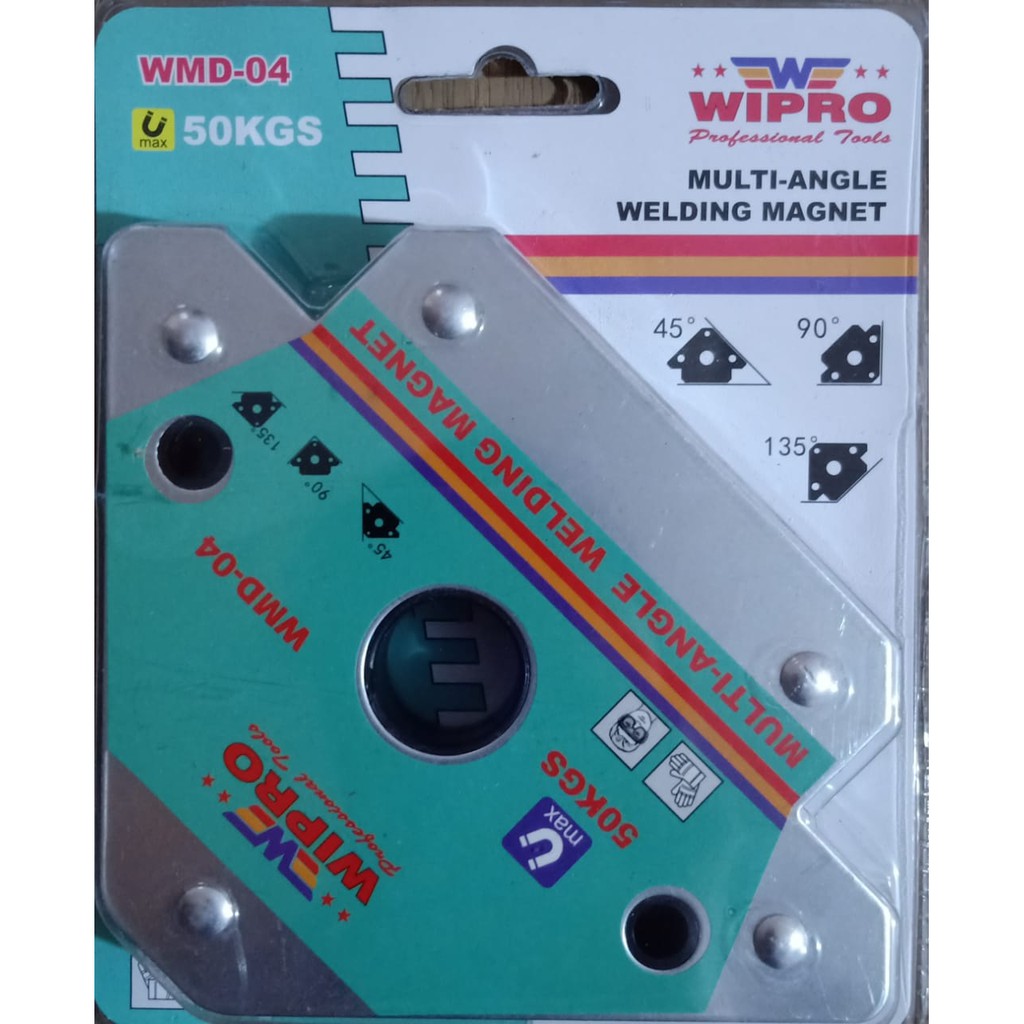 WMD-04
max
50KGS
W
WIPRO
Professional Tools
MULTI-ANGLE
WELDING MAGNET
45°
90°
135°
MULTI-ANGLE WELDING MAGNET
135°
90°
45°
WMD-04
W
WIPRO
Professional Tools
50KGS
max